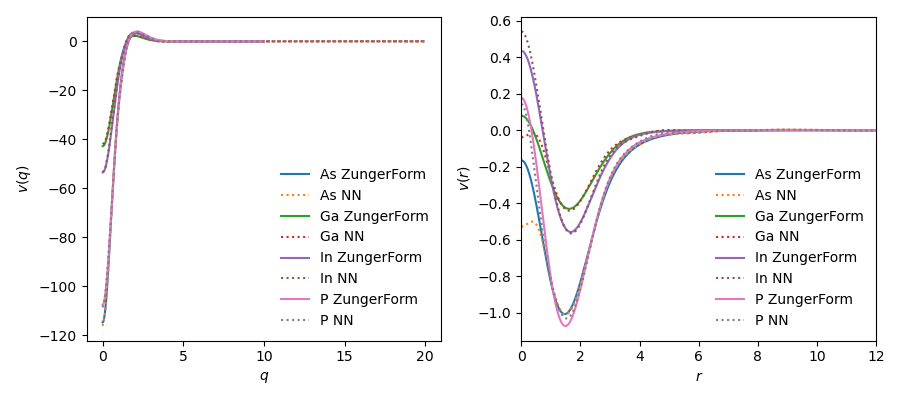 0
−20
−40
−60
−80
−100
−120
0
5
10
15
20
v(q)
q
As ZungerForm
As NN
Ga ZungerForm
Ga NN
In ZungerForm
In NN
P ZungerForm
P NN
0.6
0.4
0.2
0.0
−0.2
−0.4
−0.6
−0.8
−1.0
0
2
4
6
8
10
12
v(r)
r
As ZungerForm
As NN
Ga ZungerForm
Ga NN
In ZungerForm
In NN
P ZungerForm
P NN